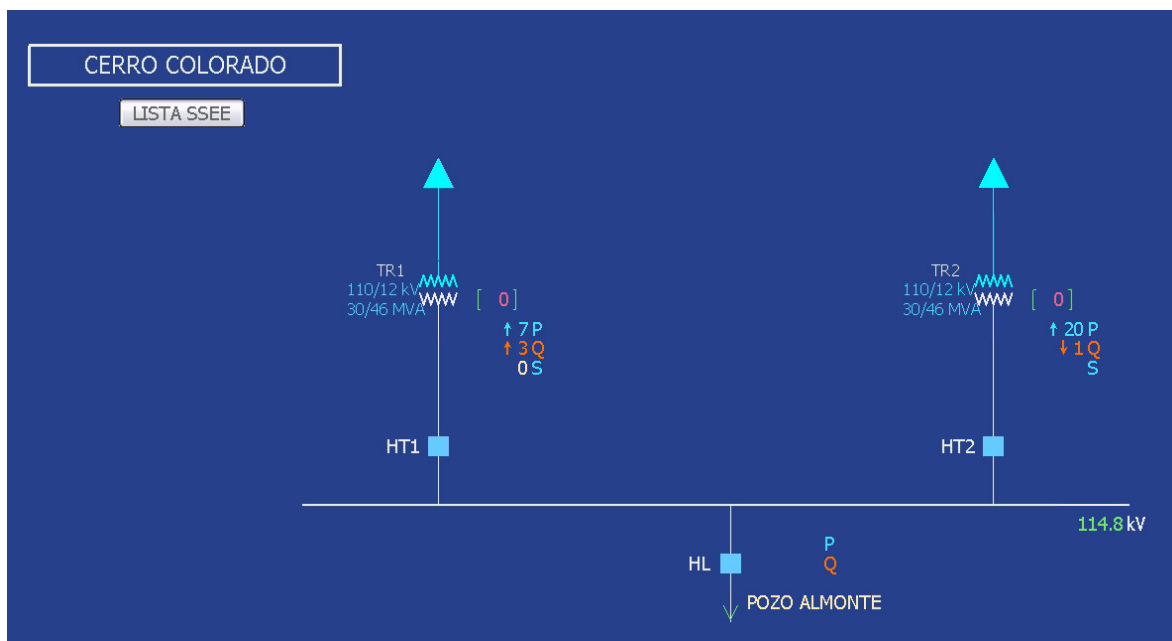 CERRO COLORADO
LISTA SSEE
TR1
110/12 kV
30/46 MVA
[ 0 ]
↑ 7 P
↑ 3 Q
0 S
TR2
110/12 kV
30/46 MVA
[ 0 ]
↑ 20 P
↓ 1 Q
S
HT1
HT2
114.8 kV
HL
P
Q
POZO ALMONTE